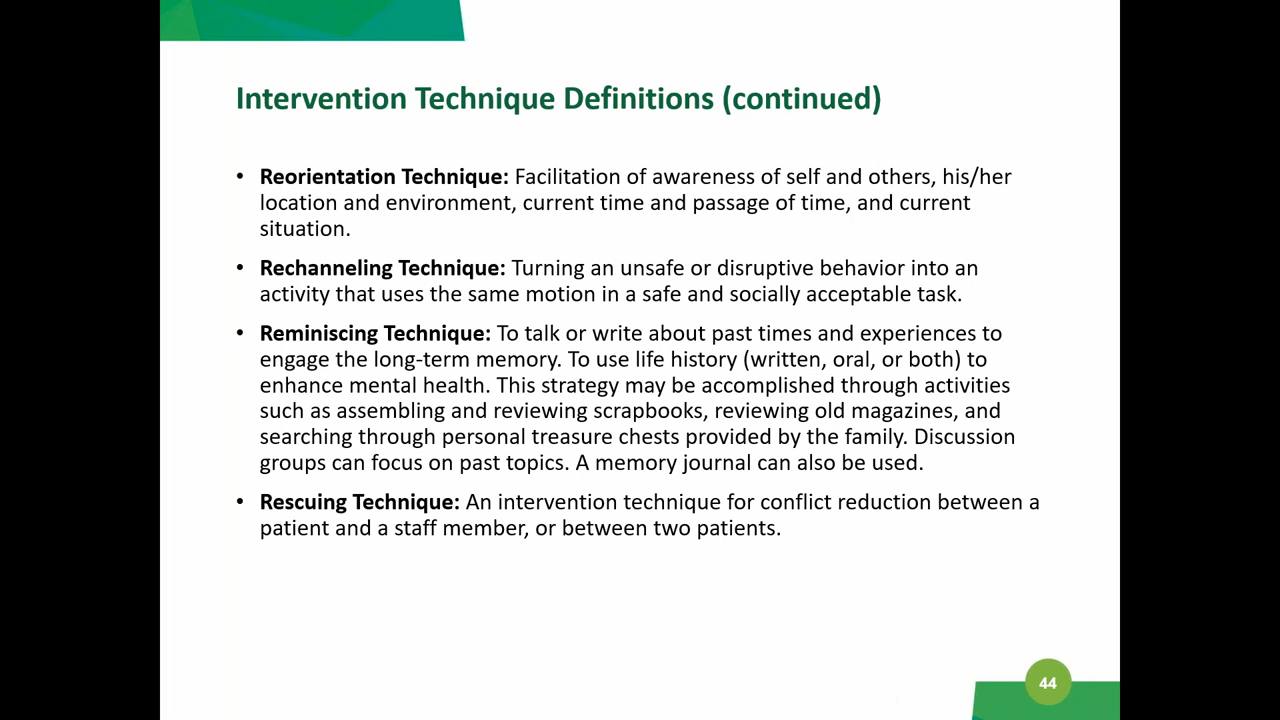 Intervention Technique Definitions (continued)
• Reorientation Technique: Facilitation of awareness of self and others, his/her
location and environment, current time and passage of time, and current
situation.
• Rechanneling Technique: Turning an unsafe or disruptive behavior into an
activity that uses the same motion in a safe and socially acceptable task.
• Reminiscing Technique: To talk or write about past times and experiences to
engage the long-term memory. To use life history (written, oral, or both) to
enhance mental health. This strategy may be accomplished through activities
such as assembling and reviewing scrapbooks, reviewing old magazines, and
searching through personal treasure chests provided by the family. Discussion
groups can focus on past topics. A memory journal can also be used.
• Rescuing Technique: An intervention technique for conflict reduction between a
patient and a staff member, or between two patients.
44